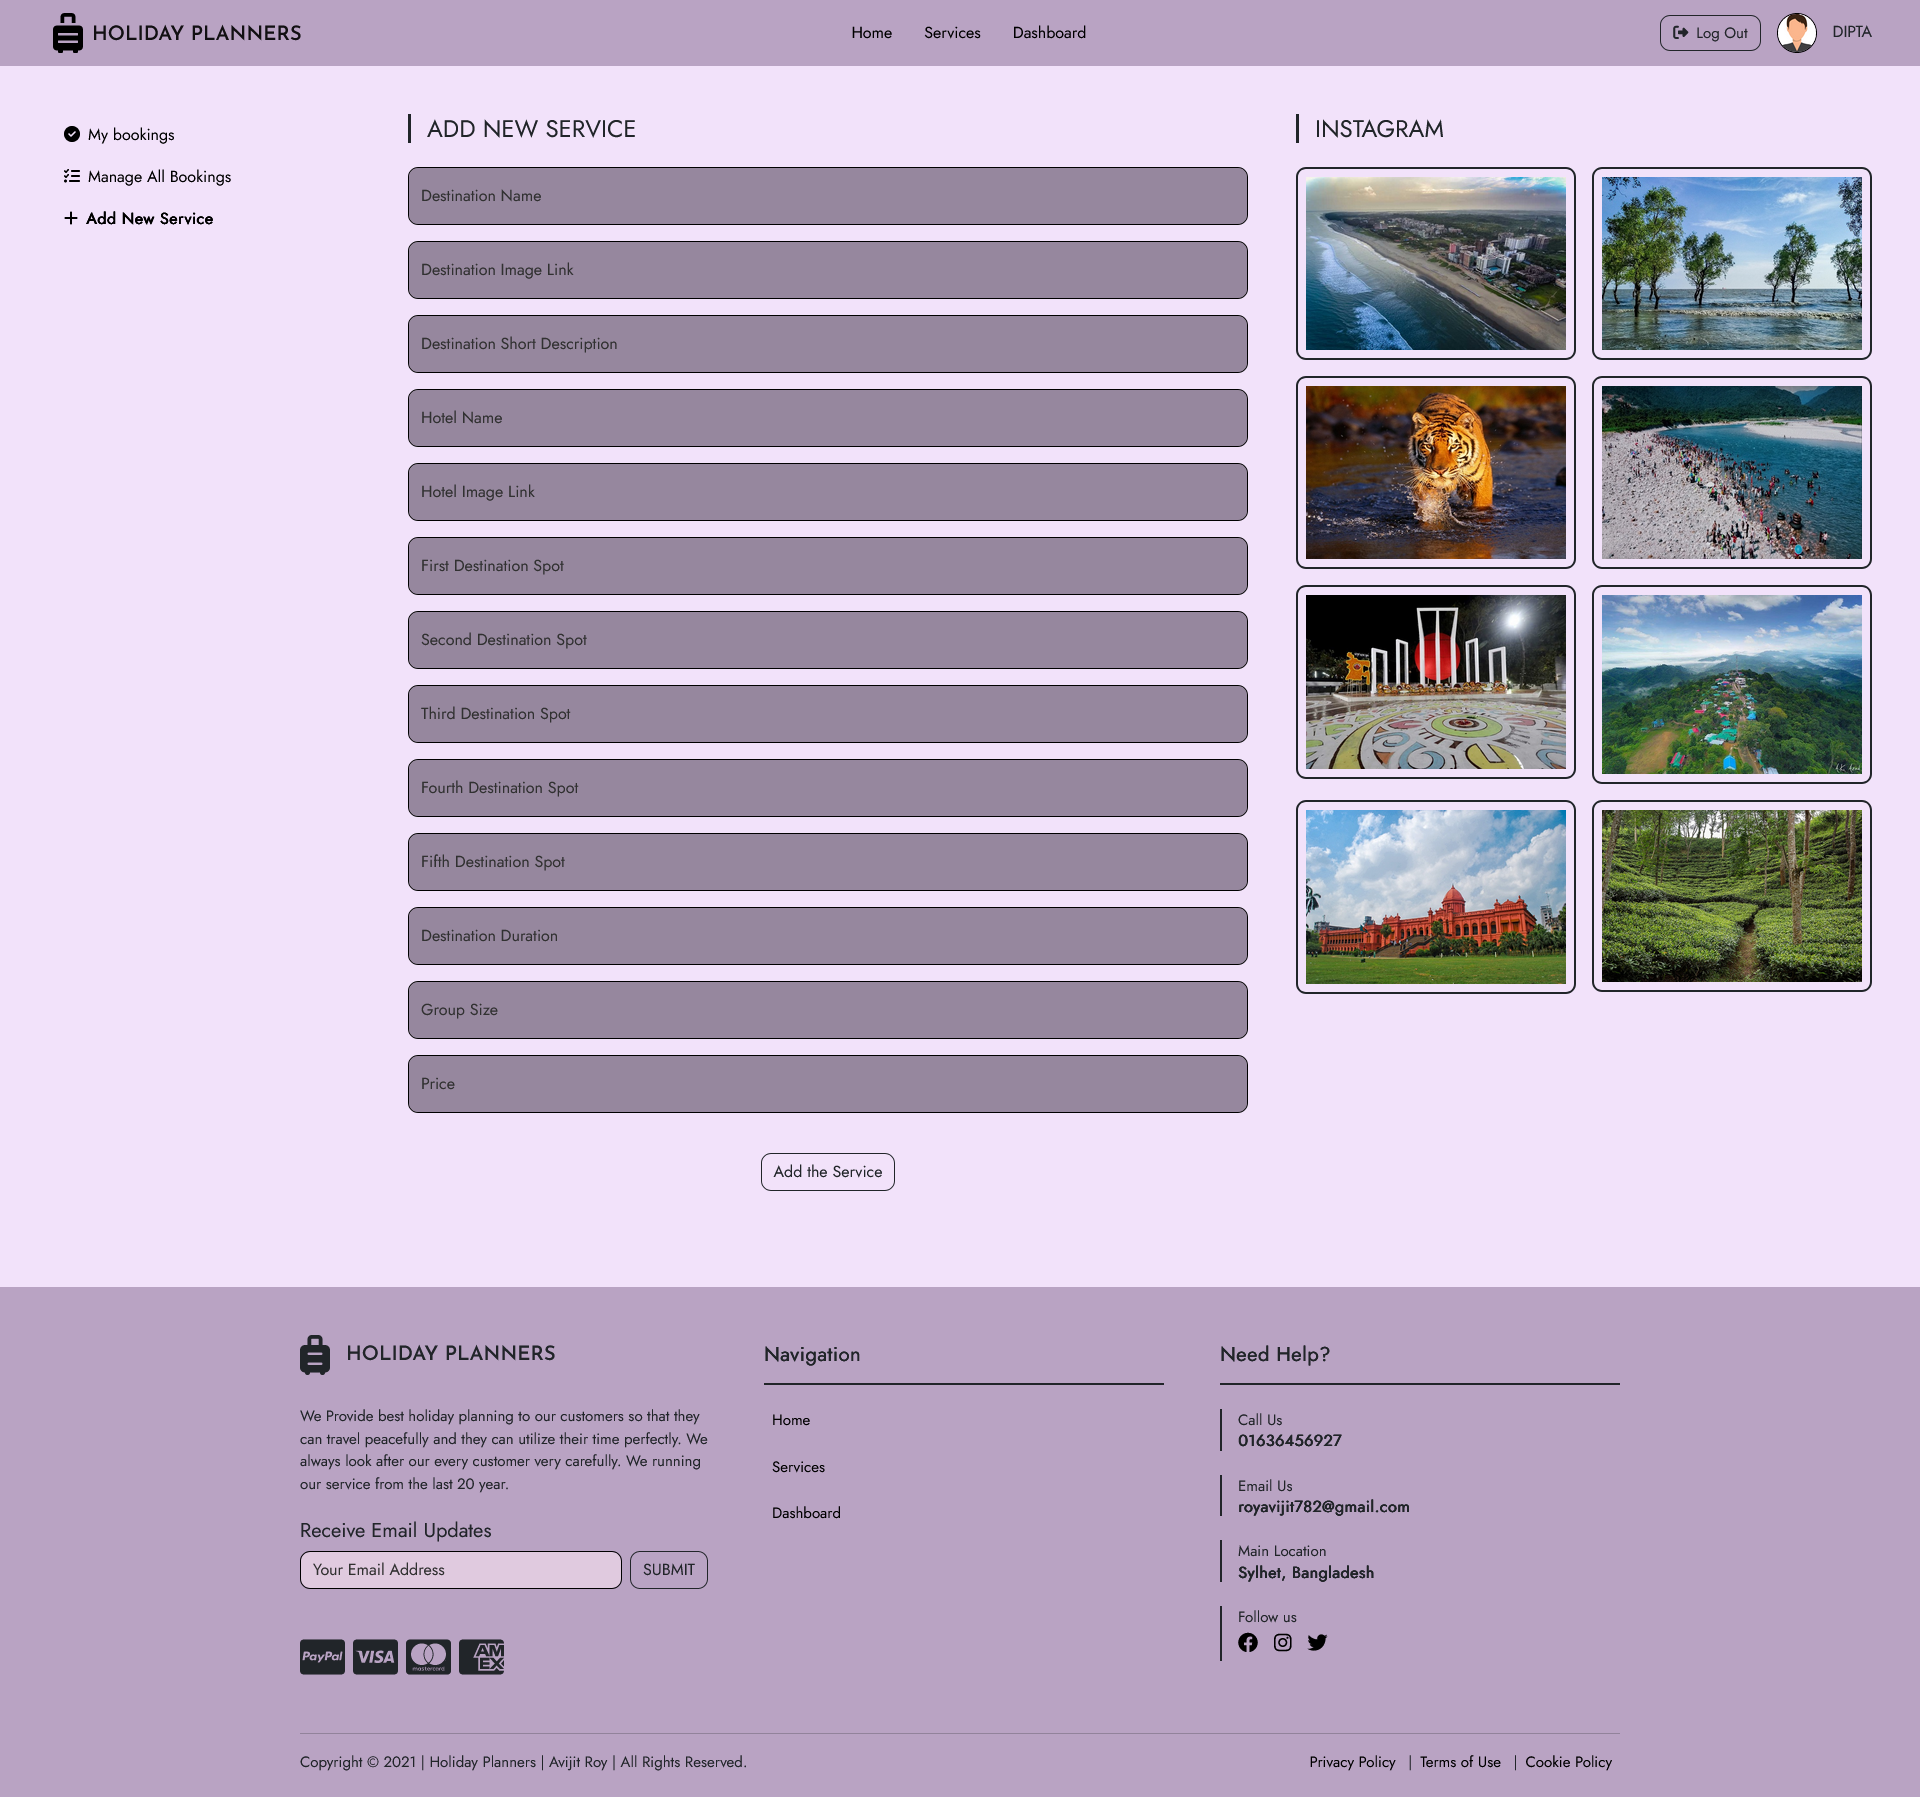 HOLIDAY PLANNERS
Home
Services
Dashboard
Log Out
DIPTA
My bookings
Manage All Bookings
Add New Service
ADD NEW SERVICE
Destination Name
Destination Image Link
Destination Short Description
Hotel Name
Hotel Image Link
First Destination Spot
Second Destination Spot
Third Destination Spot
Fourth Destination Spot
Fifth Destination Spot
Destination Duration
Group Size
Price
Add the Service
INSTAGRAM
HOLIDAY PLANNERS
We Provide best holiday planning to our customers so that they
can travel peacefully and they can utilize their time perfectly. We
always look after our every customer very carefully. We running
our service from the last 20 year.
Receive Email Updates
Your Email Address
SUBMIT
PayPal
VISA
mastercard
AM
EX
Navigation
Home
Services
Dashboard
Need Help?
Call Us
01636456927
Email Us
royavijit782@gmail.com
Main Location
Sylhet, Bangladesh
Follow us
Copyright © 2021 | Holiday Planners | Avijit Roy | All Rights Reserved.
Privacy Policy | Terms of Use | Cookie Policy